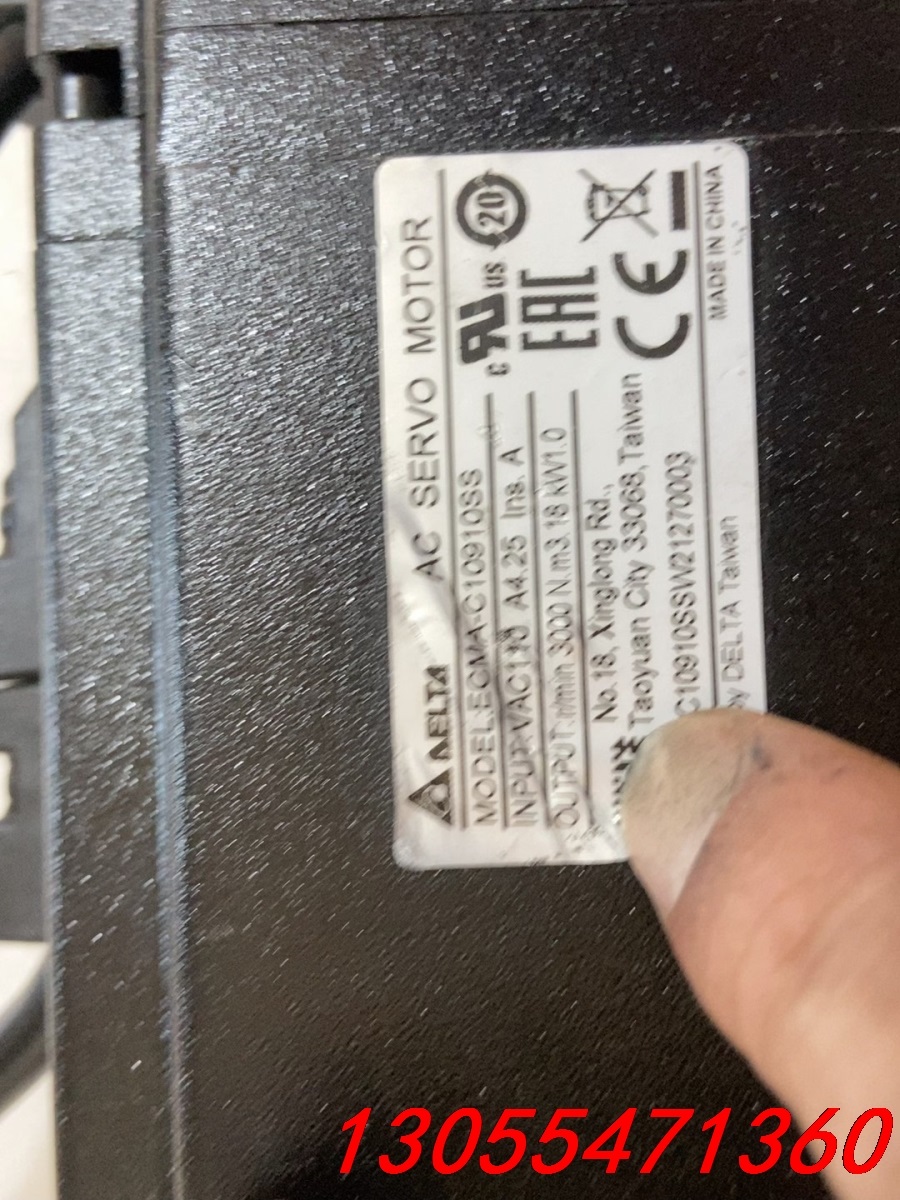 DELTA AC SERVO MOTOR
MODEL:ECMA-C10910SS
INPUT:VAC110 A4.25 Ins. A
OUTPUT:r/min 3000 N.m3.18 kW1.0
No.18, Xinglong Rd.,
Taoyuan City 33068,Taiwan
C10910SSW21270003
by DELTA Taiwan
c UL US
20
EAC
CE
MADE IN CHINA
13055471360